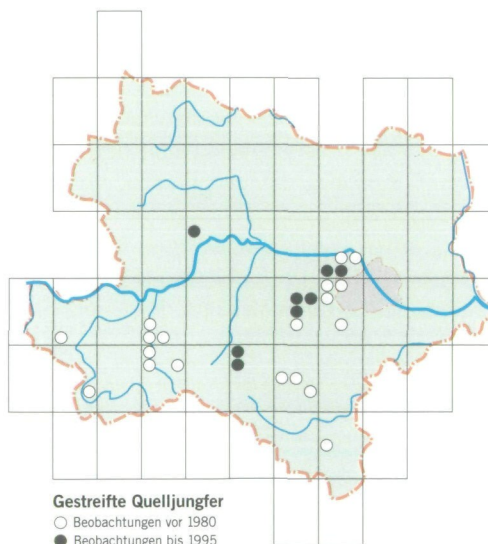 Gestreifte Quelljungfer
Beobachtungen vor 1980
Beobachtungen bis 1995